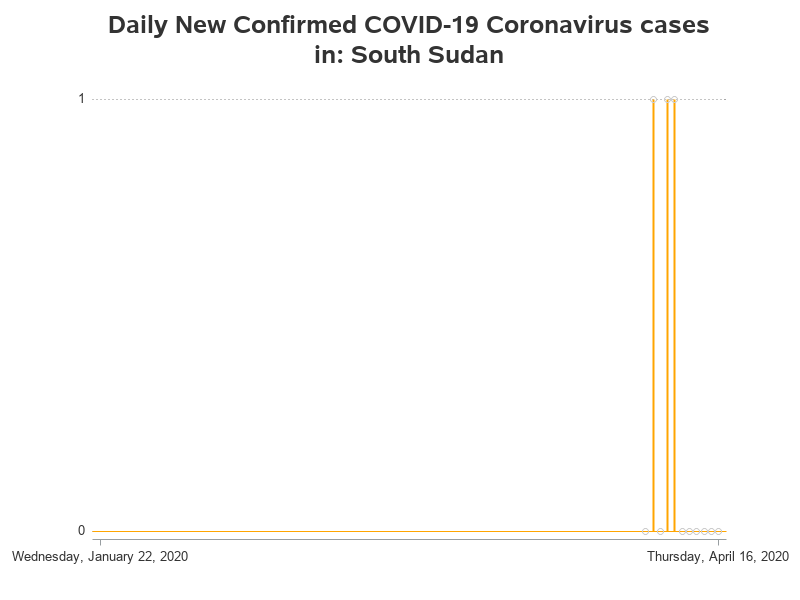 Daily New Confirmed COVID-19 Coronavirus cases
in: South Sudan
1
0
Wednesday, January 22, 2020
Thursday, April 16, 2020